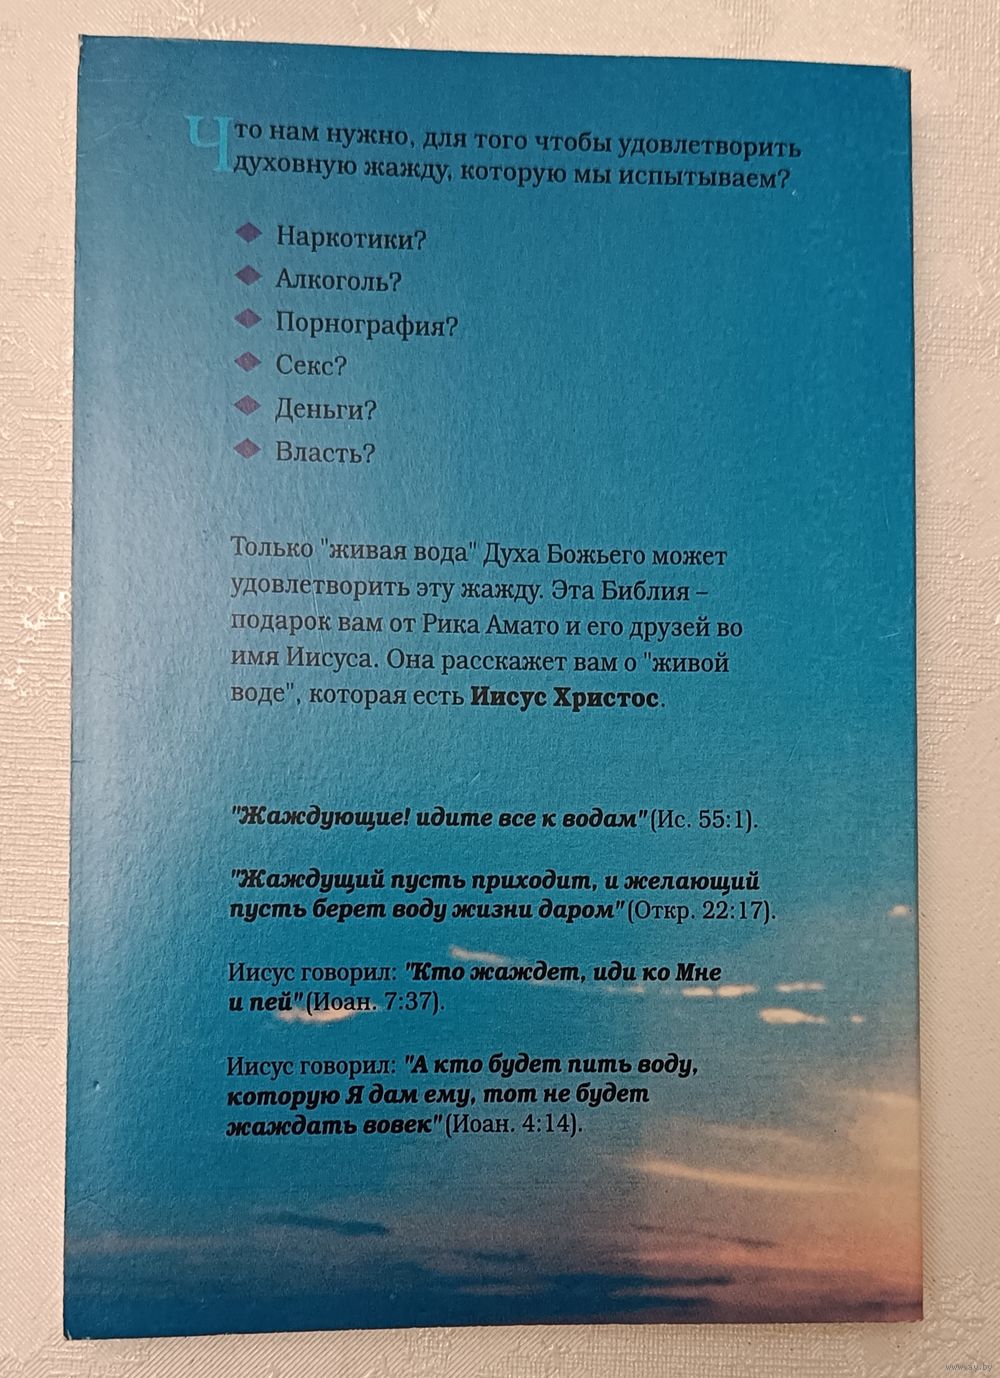 Что нам нужно, для того чтобы удовлетворить
духовную жажду, которую мы испытываем?
Наркотики?
Алкоголь?
Порнография?
Секс?
Деньги?
Власть?
Только "живая вода" Духа Божьего может
удовлетворить эту жажду. Эта Библия –
подарок вам от Рика Амато и его друзей во
имя Иисуса. Она расскажет вам о "живой
воде", которая есть Иисус Христос.
"Жаждующие! идите все к водам" (Ис. 55:1).
"Жаждущий пусть приходит, и желающий
пусть берет воду жизни даром" (Откр. 22:17).
Иисус говорил: "Кто жаждет, иди ко Мне
и пей" (Иоан. 7:37).
Иисус говорил: "А кто будет пить воду,
которую Я дам ему, тот не будет
жаждать вовек" (Иоан. 4:14).
www.ay.by